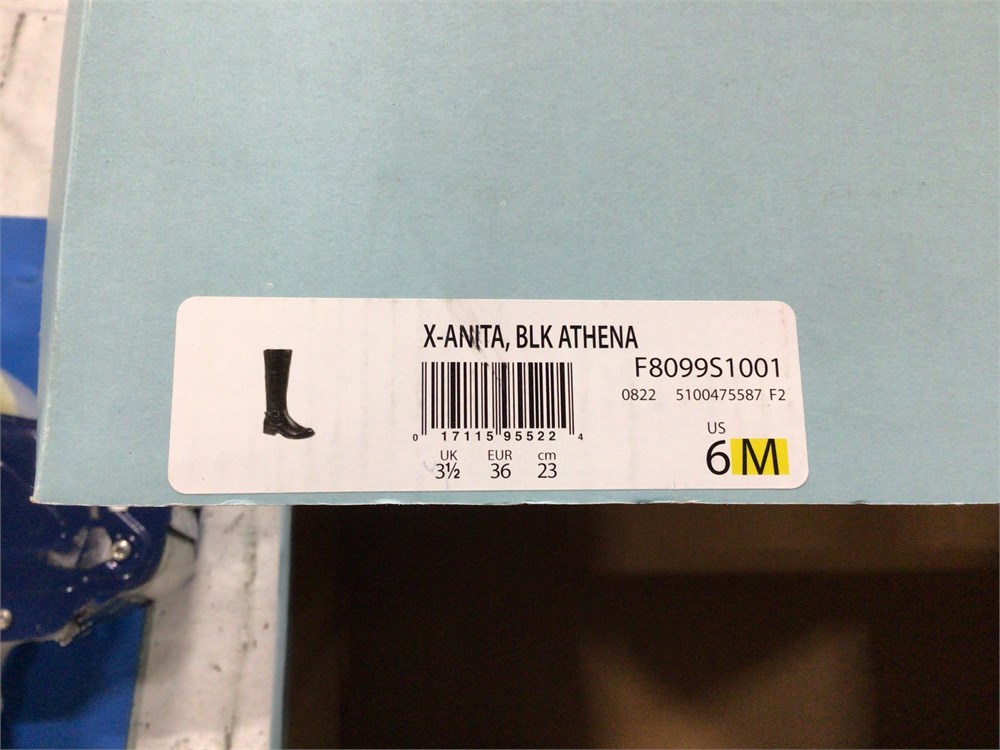 X-ANITA, BLK ATHENA
F8099S1001
0822 5100475587 F2
0 17115 95522 4
UK EUR cm
3½ 36 23
US
6 M